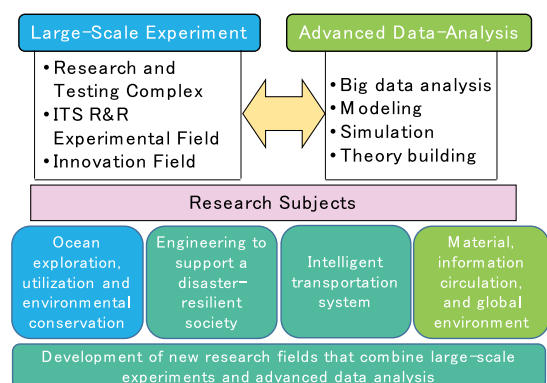 Large-Scale Experiment
Advanced Data-Analysis
• Research and
Testing Complex
• ITS R&R
Experimental Field
• Innovation Field
• Big data analysis
• Modeling
• Simulation
• Theory building
Research Subjects
Ocean
exploration,
utilization and
environmental
conservation
Engineering to
support a
disaster-
resilient
society
Intelligent
transportation
system
Material,
information
circulation,
and global
environment
Development of new research fields that combine large-scale
experiments and advanced data analysis